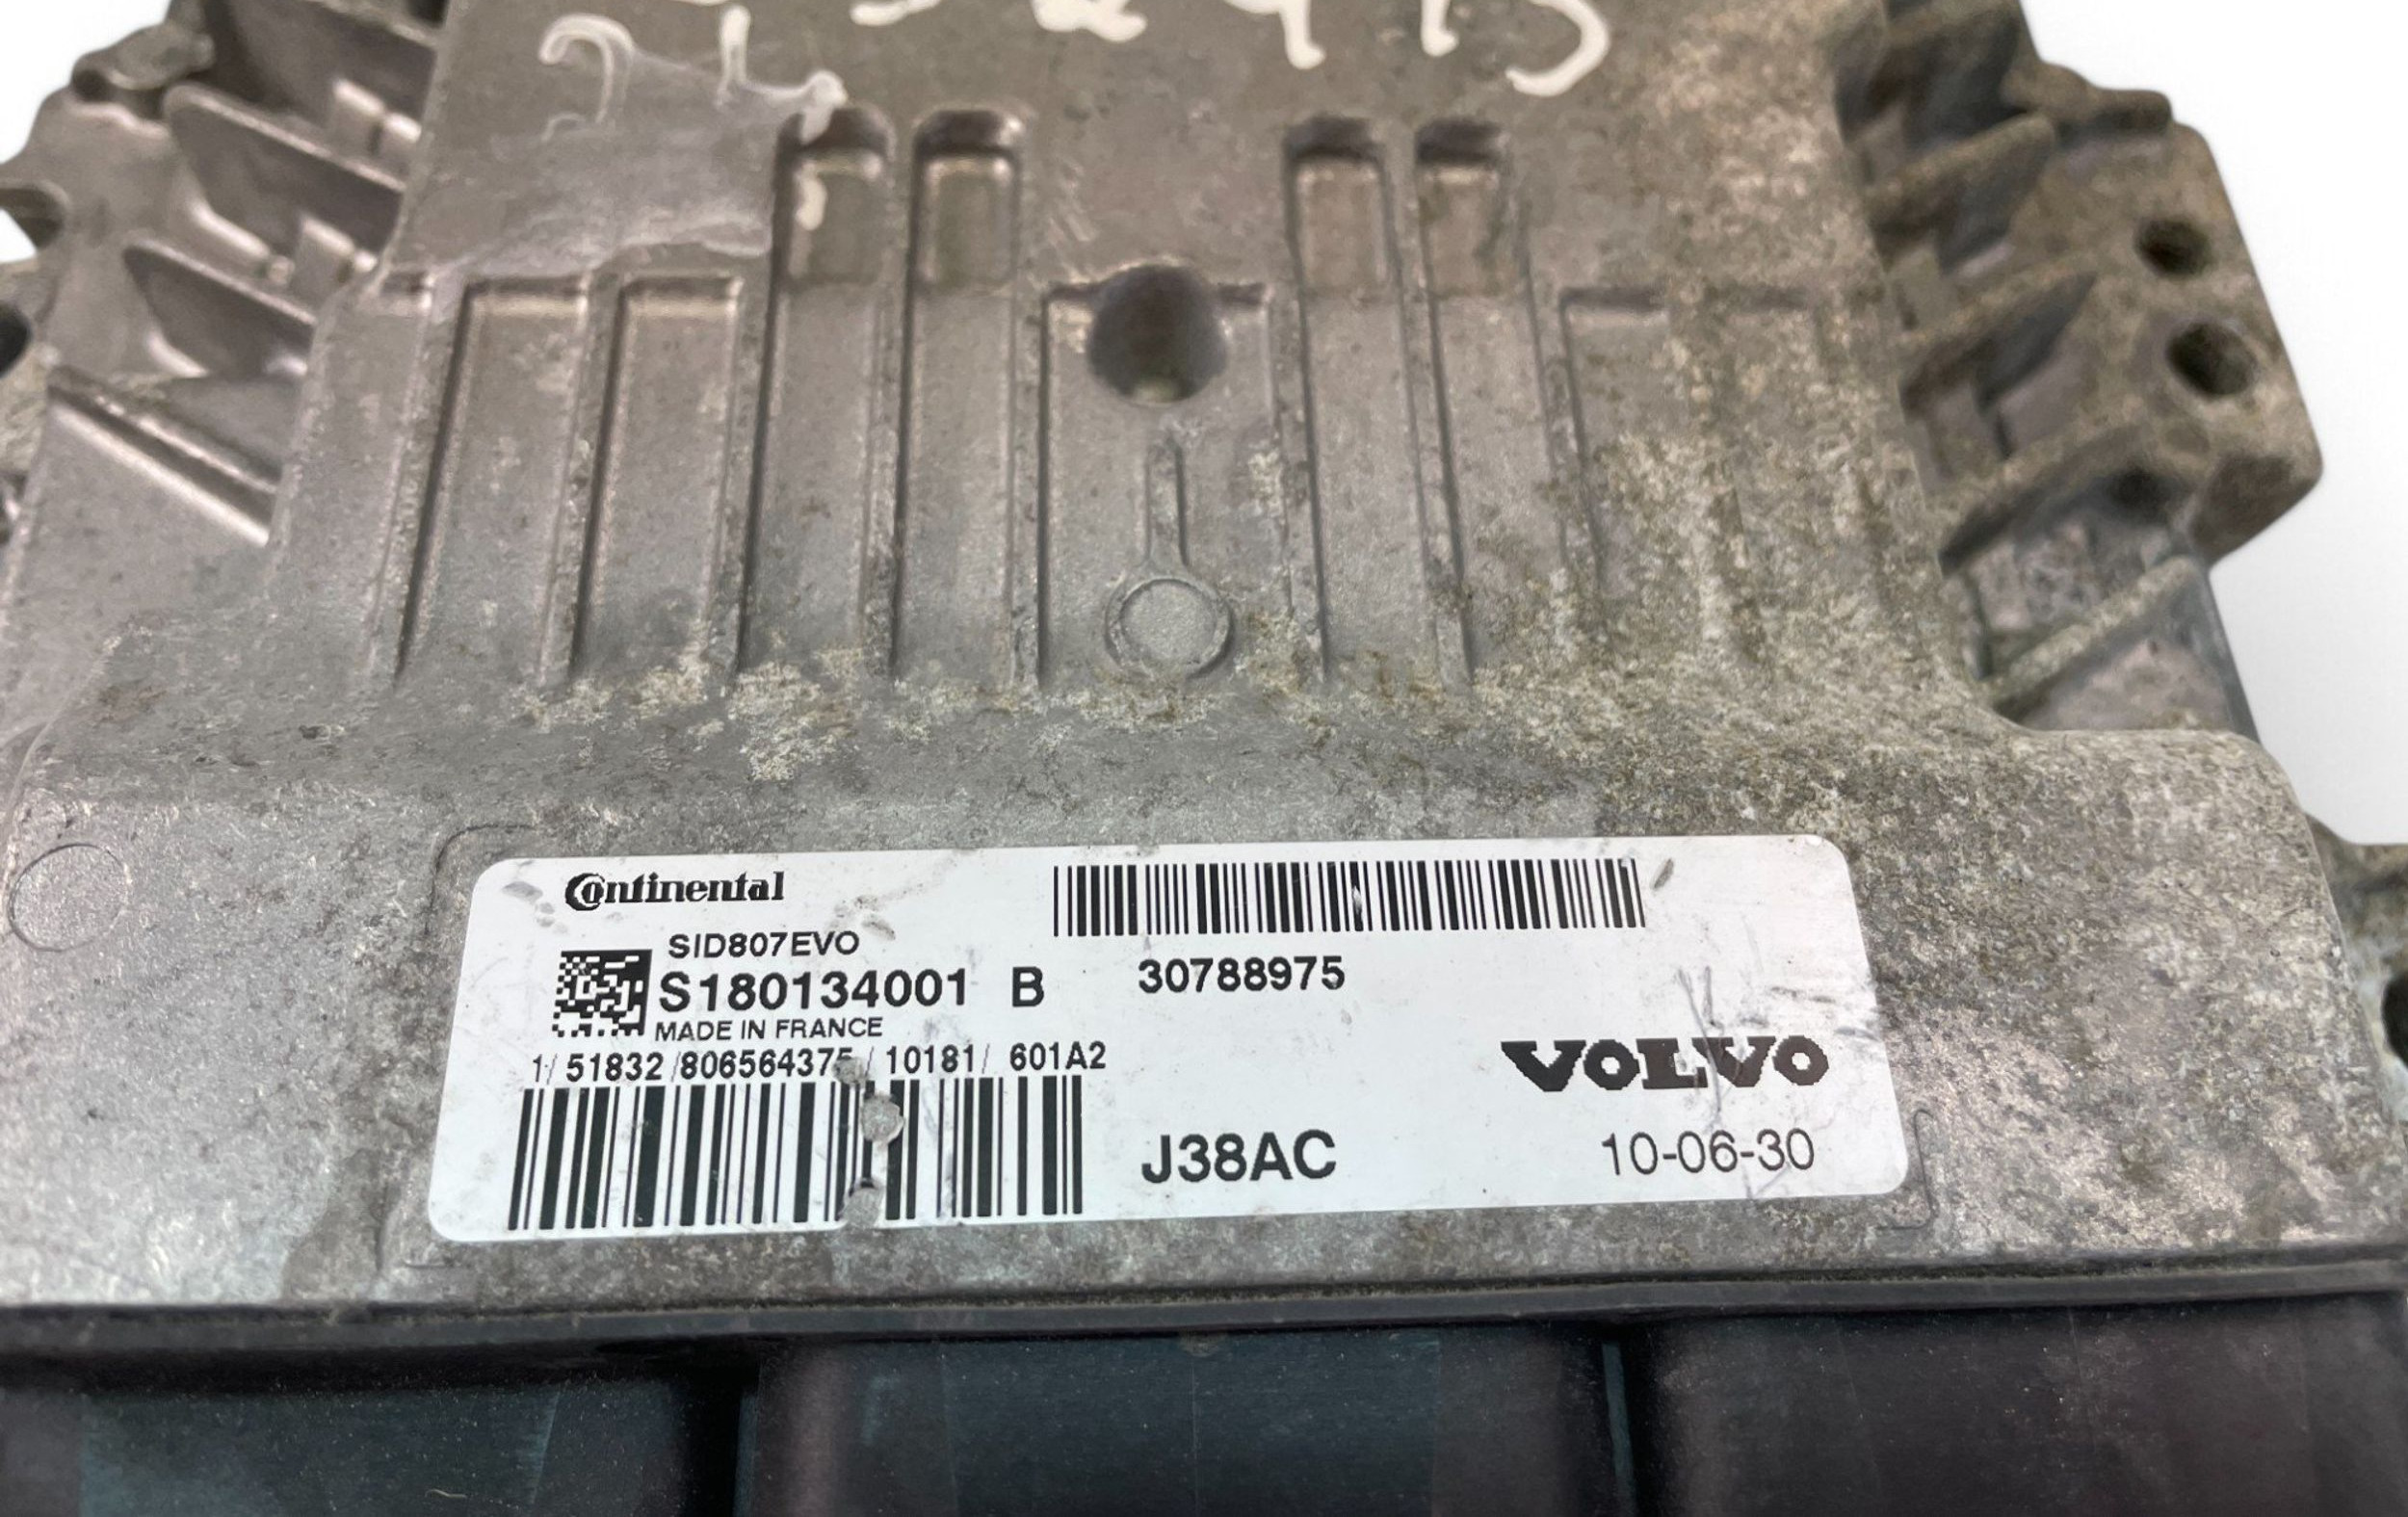 Continental
SID807EVO
S180134001 B
30788975
MADE IN FRANCE
1/ 51832 /806564375 / 10181/ 601A2
VOLVO
J38AC
10-06-30